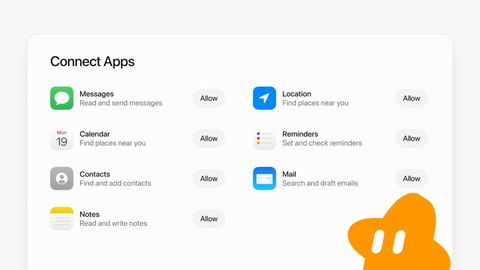 Connect Apps
Messages
Read and send messages
Allow
Location
Find places near you
Allow
Mon
19
Calendar
Find places near you
Allow
Reminders
Set and check reminders
Allow
Contacts
Find and add contacts
Allow
Mail
Search and draft emails
Allow
Notes
Read and write notes
Allow